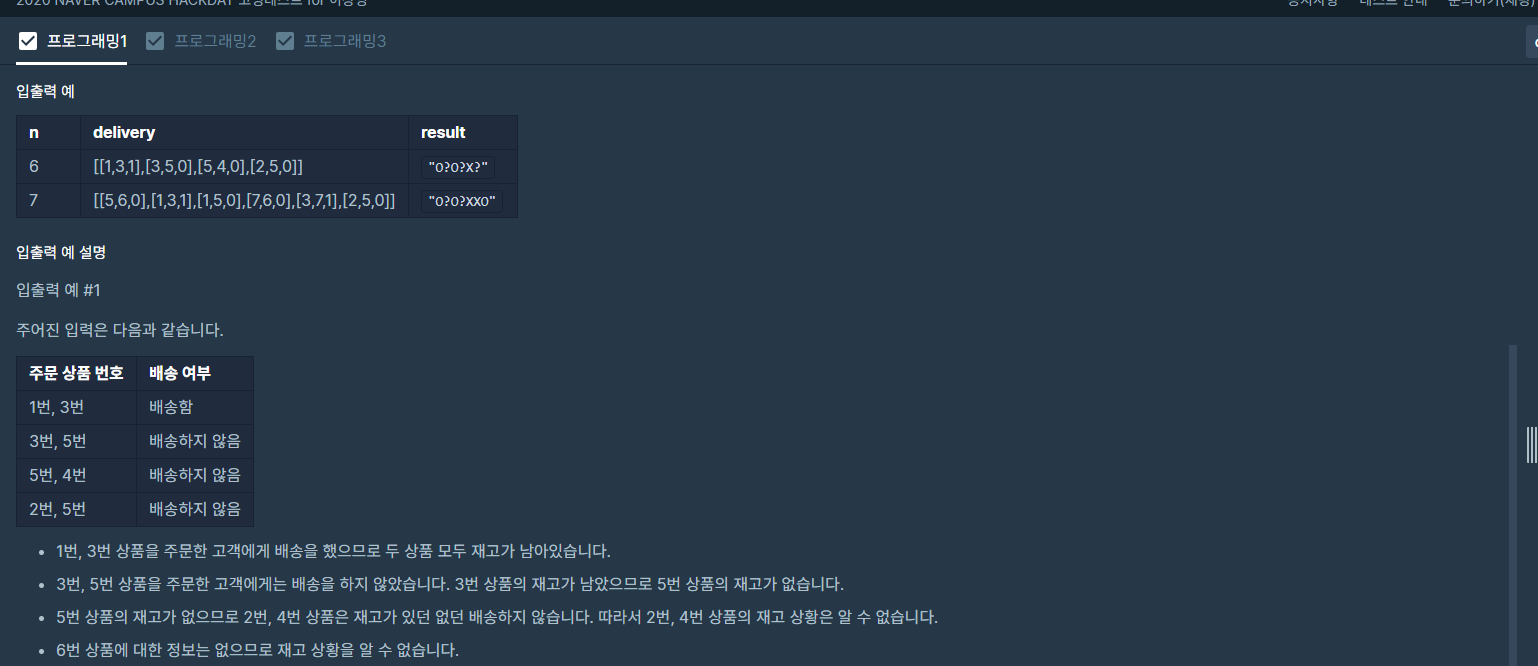 2020 NAVER CAMPUS HACKDAY 코딩테스트 for
공지사항 테스트 안내 문의하기(채팅)
프로그래밍1 프로그래밍2 프로그래밍3
입출력 예
n delivery result
6 [[1,3,1],[3,5,0],[5,4,0],[2,5,0]] "O?O?X?"
7 [[5,6,0],[1,3,1],[1,5,0],[7,6,0],[3,7,1],[2,5,0]] "O?O?XXO"
입출력 예 설명
입출력 예 #1
주어진 입력은 다음과 같습니다.
주문 상품 번호 배송 여부
1번, 3번 배송함
3번, 5번 배송하지 않음
5번, 4번 배송하지 않음
2번, 5번 배송하지 않음
• 1번, 3번 상품을 주문한 고객에게 배송을 했으므로 두 상품 모두 재고가 남아있습니다.
• 3번, 5번 상품을 주문한 고객에게는 배송을 하지 않았습니다. 3번 상품의 재고가 남았으므로 5번 상품의 재고가 없습니다.
• 5번 상품의 재고가 없으므로 2번, 4번 상품은 재고가 있던 없던 배송하지 않습니다. 따라서 2번, 4번 상품의 재고 상황은 알 수 없습니다.
• 6번 상품에 대한 정보는 없으므로 재고 상황을 알 수 없습니다.